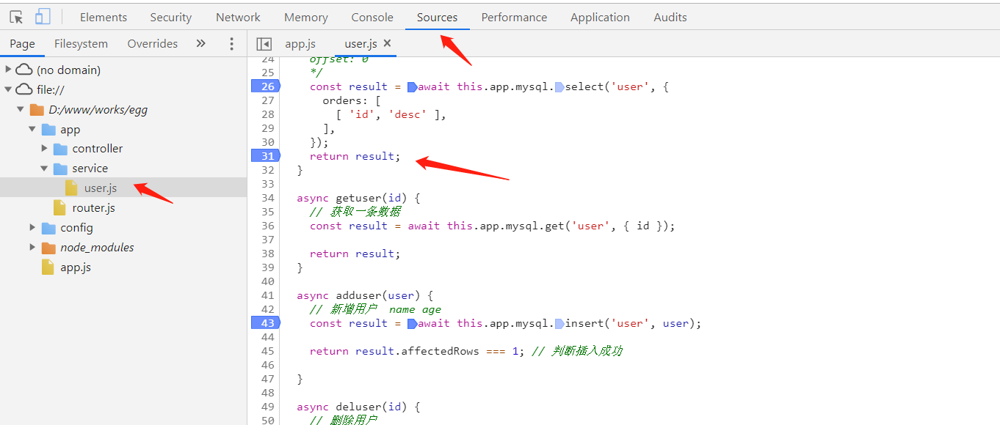 Elements Security Network Memory Console Sources Performance Application Audits
Page Filesystem Overrides » app.js user.js ×
(no domain)
file://
D:/www/works/egg
app
controller
service
user.js
router.js
config
node_modules
app.js
24 offset: 0
25 */
26 const result = await this.app.mysql.select('user', {
27 orders: [
28 [ 'id', 'desc' ],
29 ],
30 });
31 return result;
32 }
33
34 async getuser(id) {
35 // 获取一条数据
36 const result = await this.app.mysql.get('user', { id });
37
38 return result;
39 }
40
41 async adduser(user) {
42 // 新增用户 name age
43 const result = await this.app.mysql.insert('user', user);
44
45 return result.affectedRows === 1; // 判断插入成功
46
47 }
48
49 async deluser(id) {
50 // 删除用户